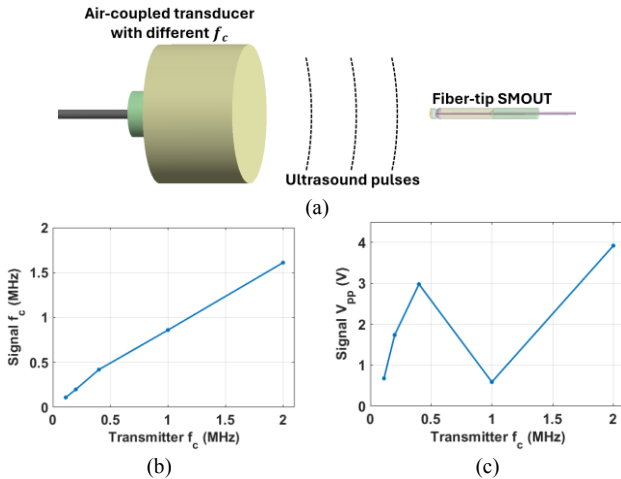 Air-coupled transducer
with different f_c
Fiber-tip SMOUT
Ultrasound pulses
(a)
2
1.5
1
0.5
0
Signal f_c (MHz)
0 0.5 1 1.5 2
Transmitter f_c (MHz)
(b)
4
3
2
1
0
Signal V_pp (V)
0 0.5 1 1.5 2
Transmitter f_c (MHz)
(c)